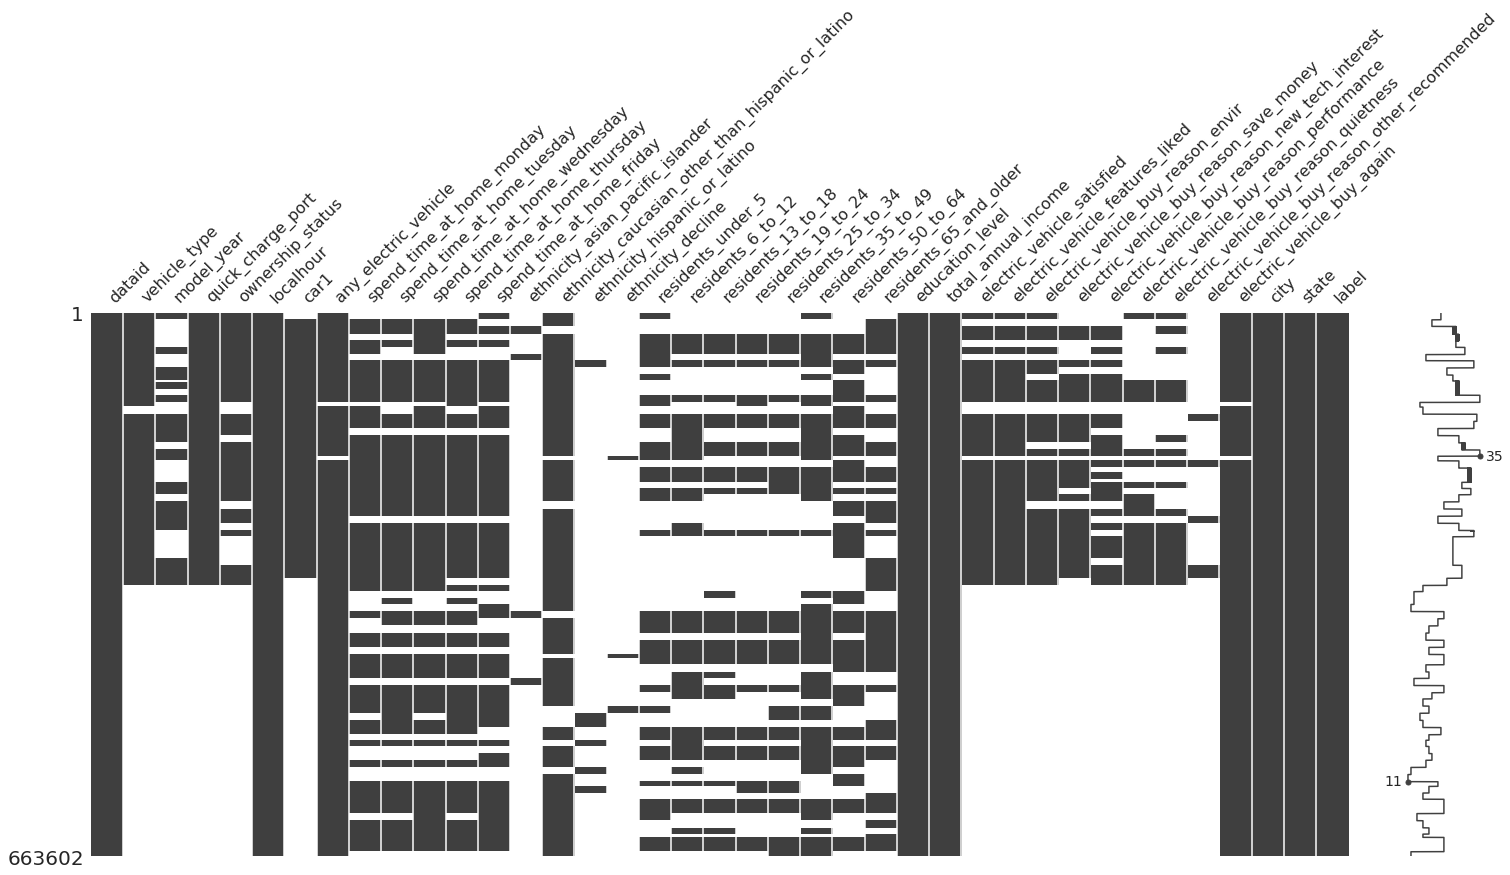 dataid
vehicle_type
model_year
quick_charge_port
ownership_status
localhour
car1
any_electric_vehicle
spend_time_at_home_monday
spend_time_at_home_tuesday
spend_time_at_home_wednesday
spend_time_at_home_thursday
spend_time_at_home_friday
ethnicity_asian_pacific_islander
ethnicity_caucasian_other_than_hispanic_or_latino
ethnicity_hispanic_or_latino
ethnicity_decline
residents_under_5
residents_6_to_12
residents_13_to_18
residents_19_to_24
residents_25_to_34
residents_35_to_49
residents_50_to_64
residents_65_and_older
education_level
total_annual_income
electric_vehicle_satisfied
electric_vehicle_features_liked
electric_vehicle_buy_reason_envir
electric_vehicle_buy_reason_save_money
electric_vehicle_buy_reason_new_tech_interest
electric_vehicle_buy_reason_performance
electric_vehicle_buy_reason_quietness
electric_vehicle_buy_reason_other_recommended
electric_vehicle_buy_again
city
state
label
1
35
11
663602